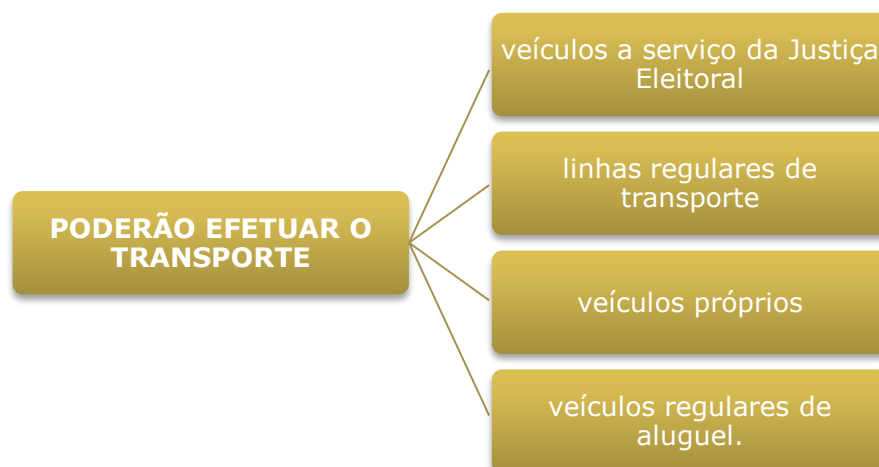 PODERÃO EFETUAR O
TRANSPORTE
veículos a serviço da Justiça
Eleitoral
linhas regulares de
transporte
veículos próprios
veículos regulares de
aluguel.